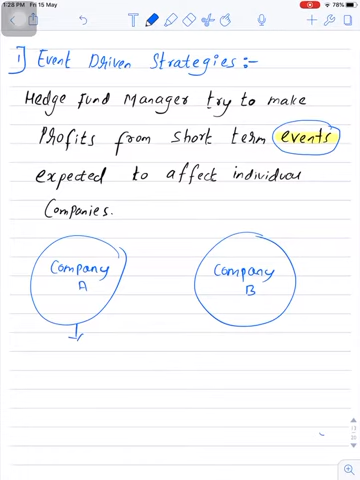 1:28 PM Fri 15 May
78%
1] Event Driven Strategies:-
Hedge Fund Manager try to make
Profits from short term events
expected to affect individual
Companies.
Company A
Company B